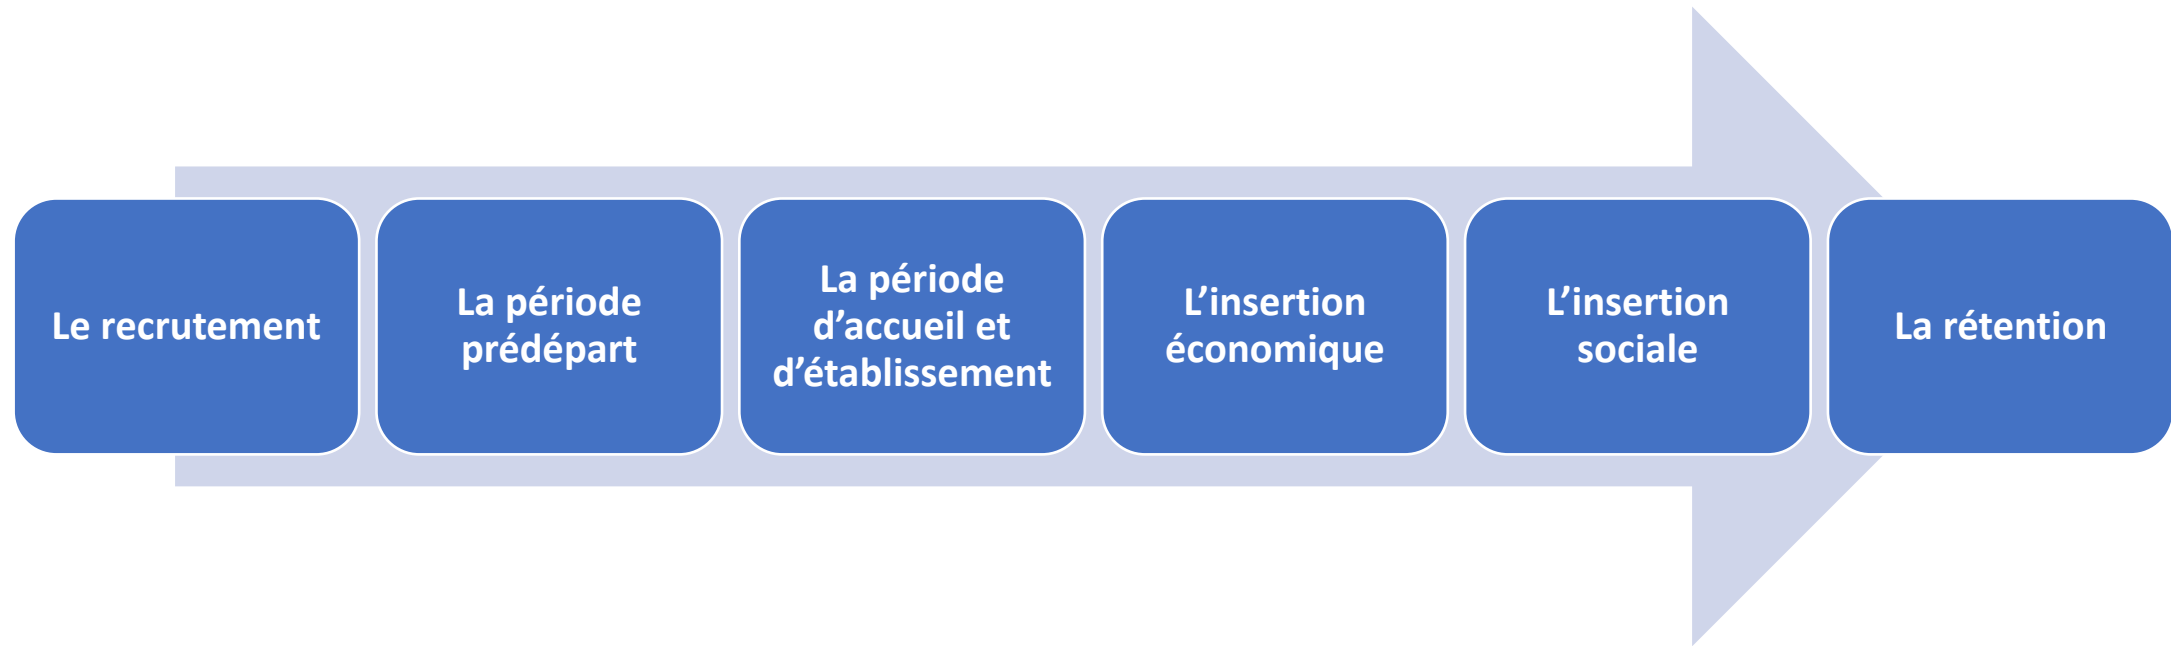 Le recrutement
La période
prédépart
La période
d’accueil et
d’établissement
L’insertion
économique
L’insertion
sociale
La rétention